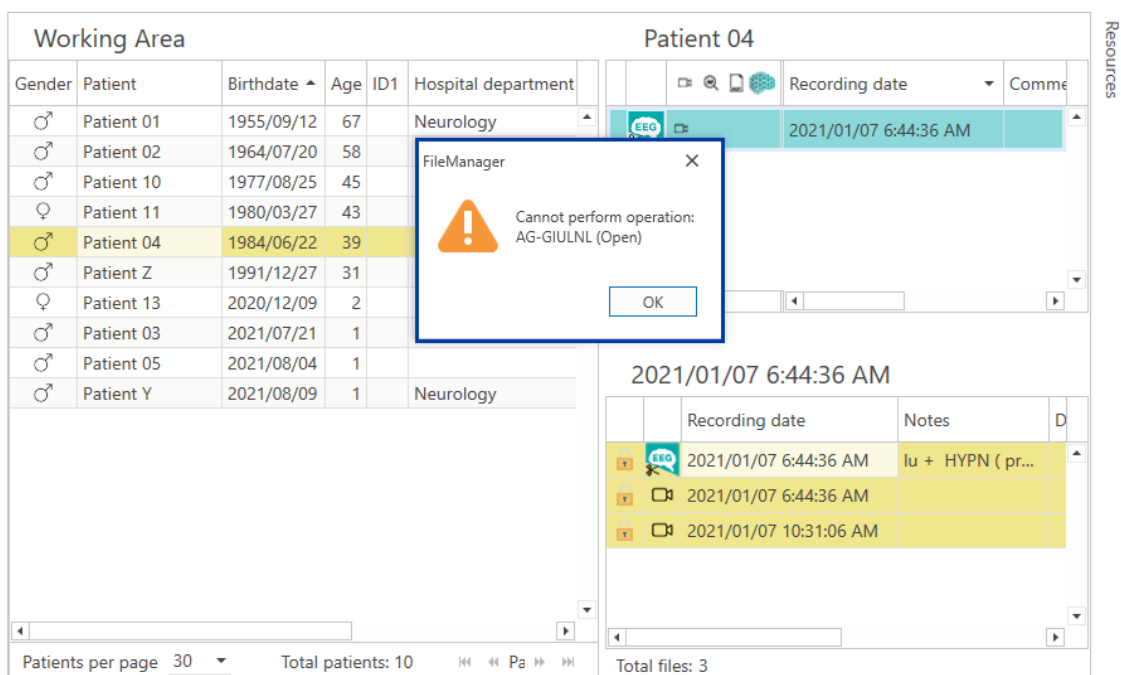 Working Area
Gender Patient Birthdate Age ID1 Hospital department
Patient 01 1955/09/12 67 Neurology
Patient 02 1964/07/20 58
Patient 10 1977/08/25 45
Patient 11 1980/03/27 43
Patient 04 1984/06/22 39
Patient Z 1991/12/27 31
Patient 13 2020/12/09 2
Patient 03 2021/07/21 1
Patient 05 2021/08/04 1
Patient Y 2021/08/09 1 Neurology
Patients per page 30 Total patients: 10 Pa
FileManager
Cannot perform operation:
AG-GIULNL (Open)
OK
Patient 04
Recording date Comme
EEG 2021/01/07 6:44:36 AM
2021/01/07 6:44:36 AM
Recording date Notes D
EEG 2021/01/07 6:44:36 AM lu + HYPN ( pr...
2021/01/07 6:44:36 AM
2021/01/07 10:31:06 AM
Total files: 3
Resources